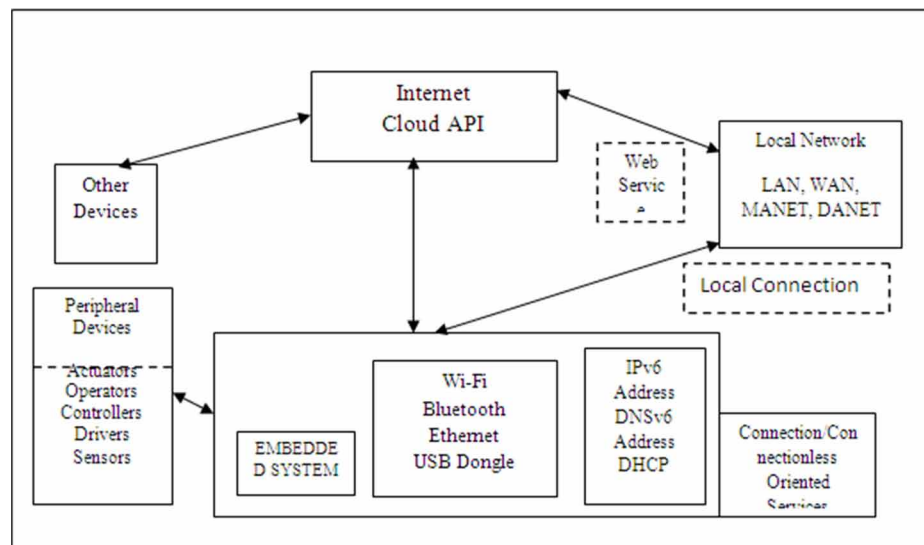 Internet
Cloud API
Other
Devices
Web
Servic
e
Local Network
LAN, WAN,
MANET, DANET
Local Connection
Peripheral
Devices
Actuators
Operators
Controllers
Drivers
Sensors
EMBEDDE
D SYSTEM
Wi-Fi
Bluetooth
Ethernet
USB Dongle
IPv6
Address
DNSv6
Address
DHCP
Connection/Con
nectionless
Oriented
Services